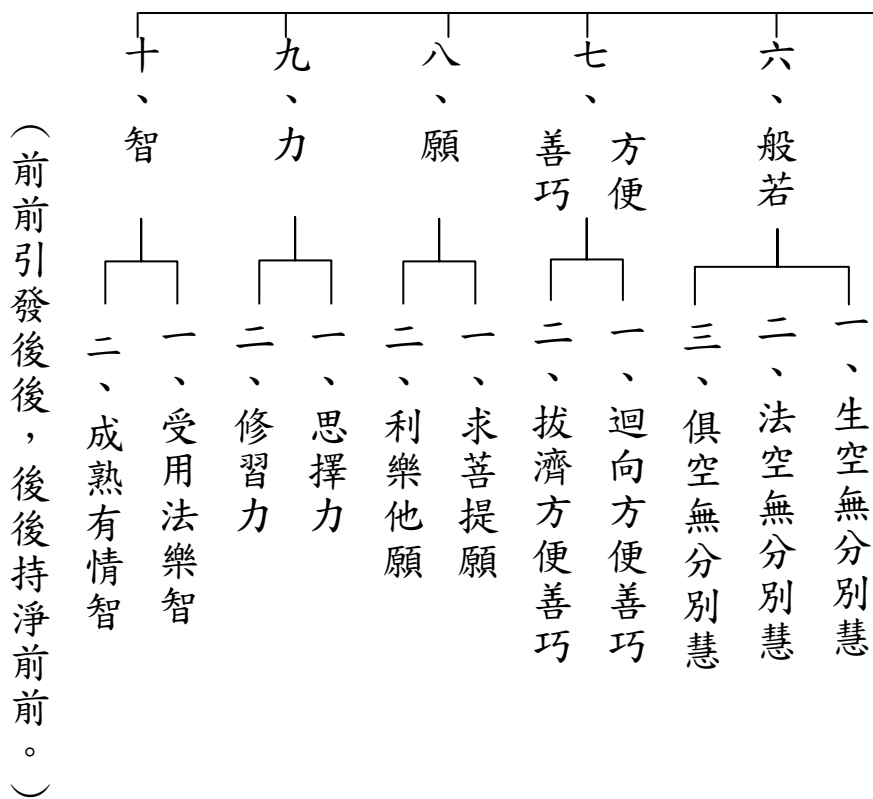 六、般若
一、生空無分別慧
二、法空無分別慧
三、俱空無分別慧
七、方便善巧
一、迴向方便善巧
二、拔濟方便善巧
八、願
一、求菩提願
二、利樂他願
九、力
一、思擇力
二、修習力
十、智
一、受用法樂智
二、成熟有情智
（前前引發後後，後後持淨前前。）